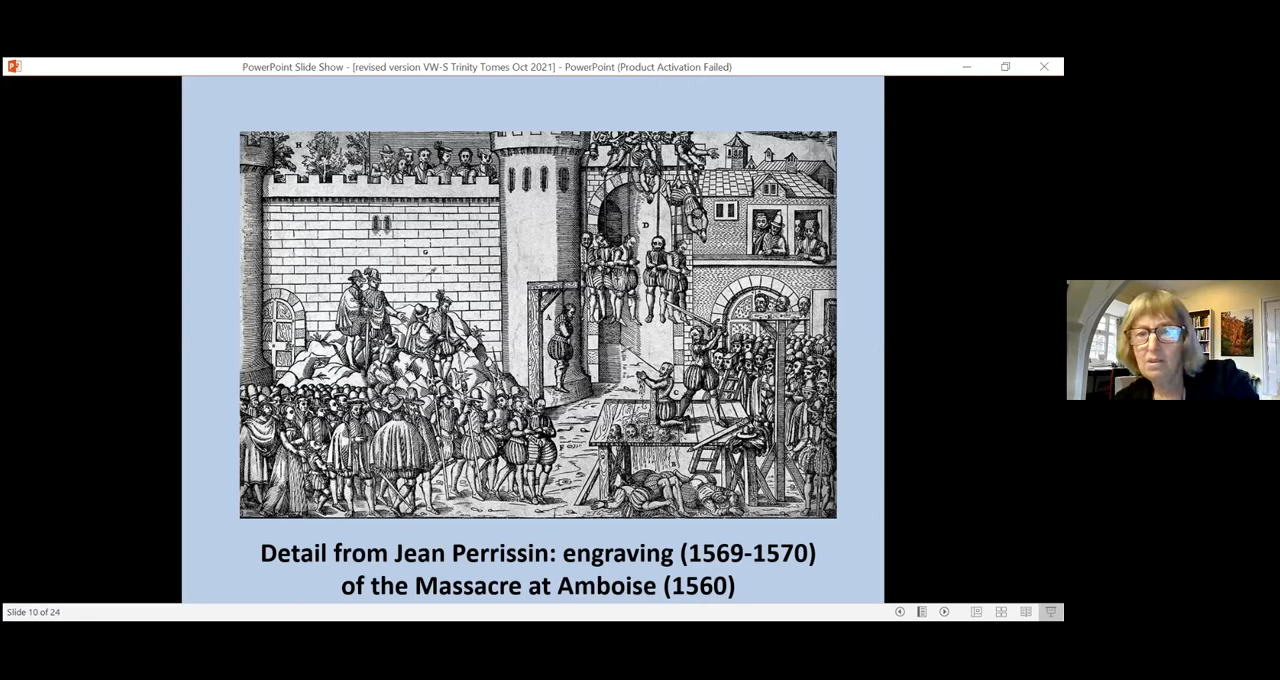 PowerPoint Slide Show - [revised version VW-S Trinity Tomes Oct 2021] - PowerPoint (Product Activation Failed)
H
D
A
C
B
F
Detail from Jean Perrissin: engraving (1569-1570)
of the Massacre at Amboise (1560)
Slide 10 of 24